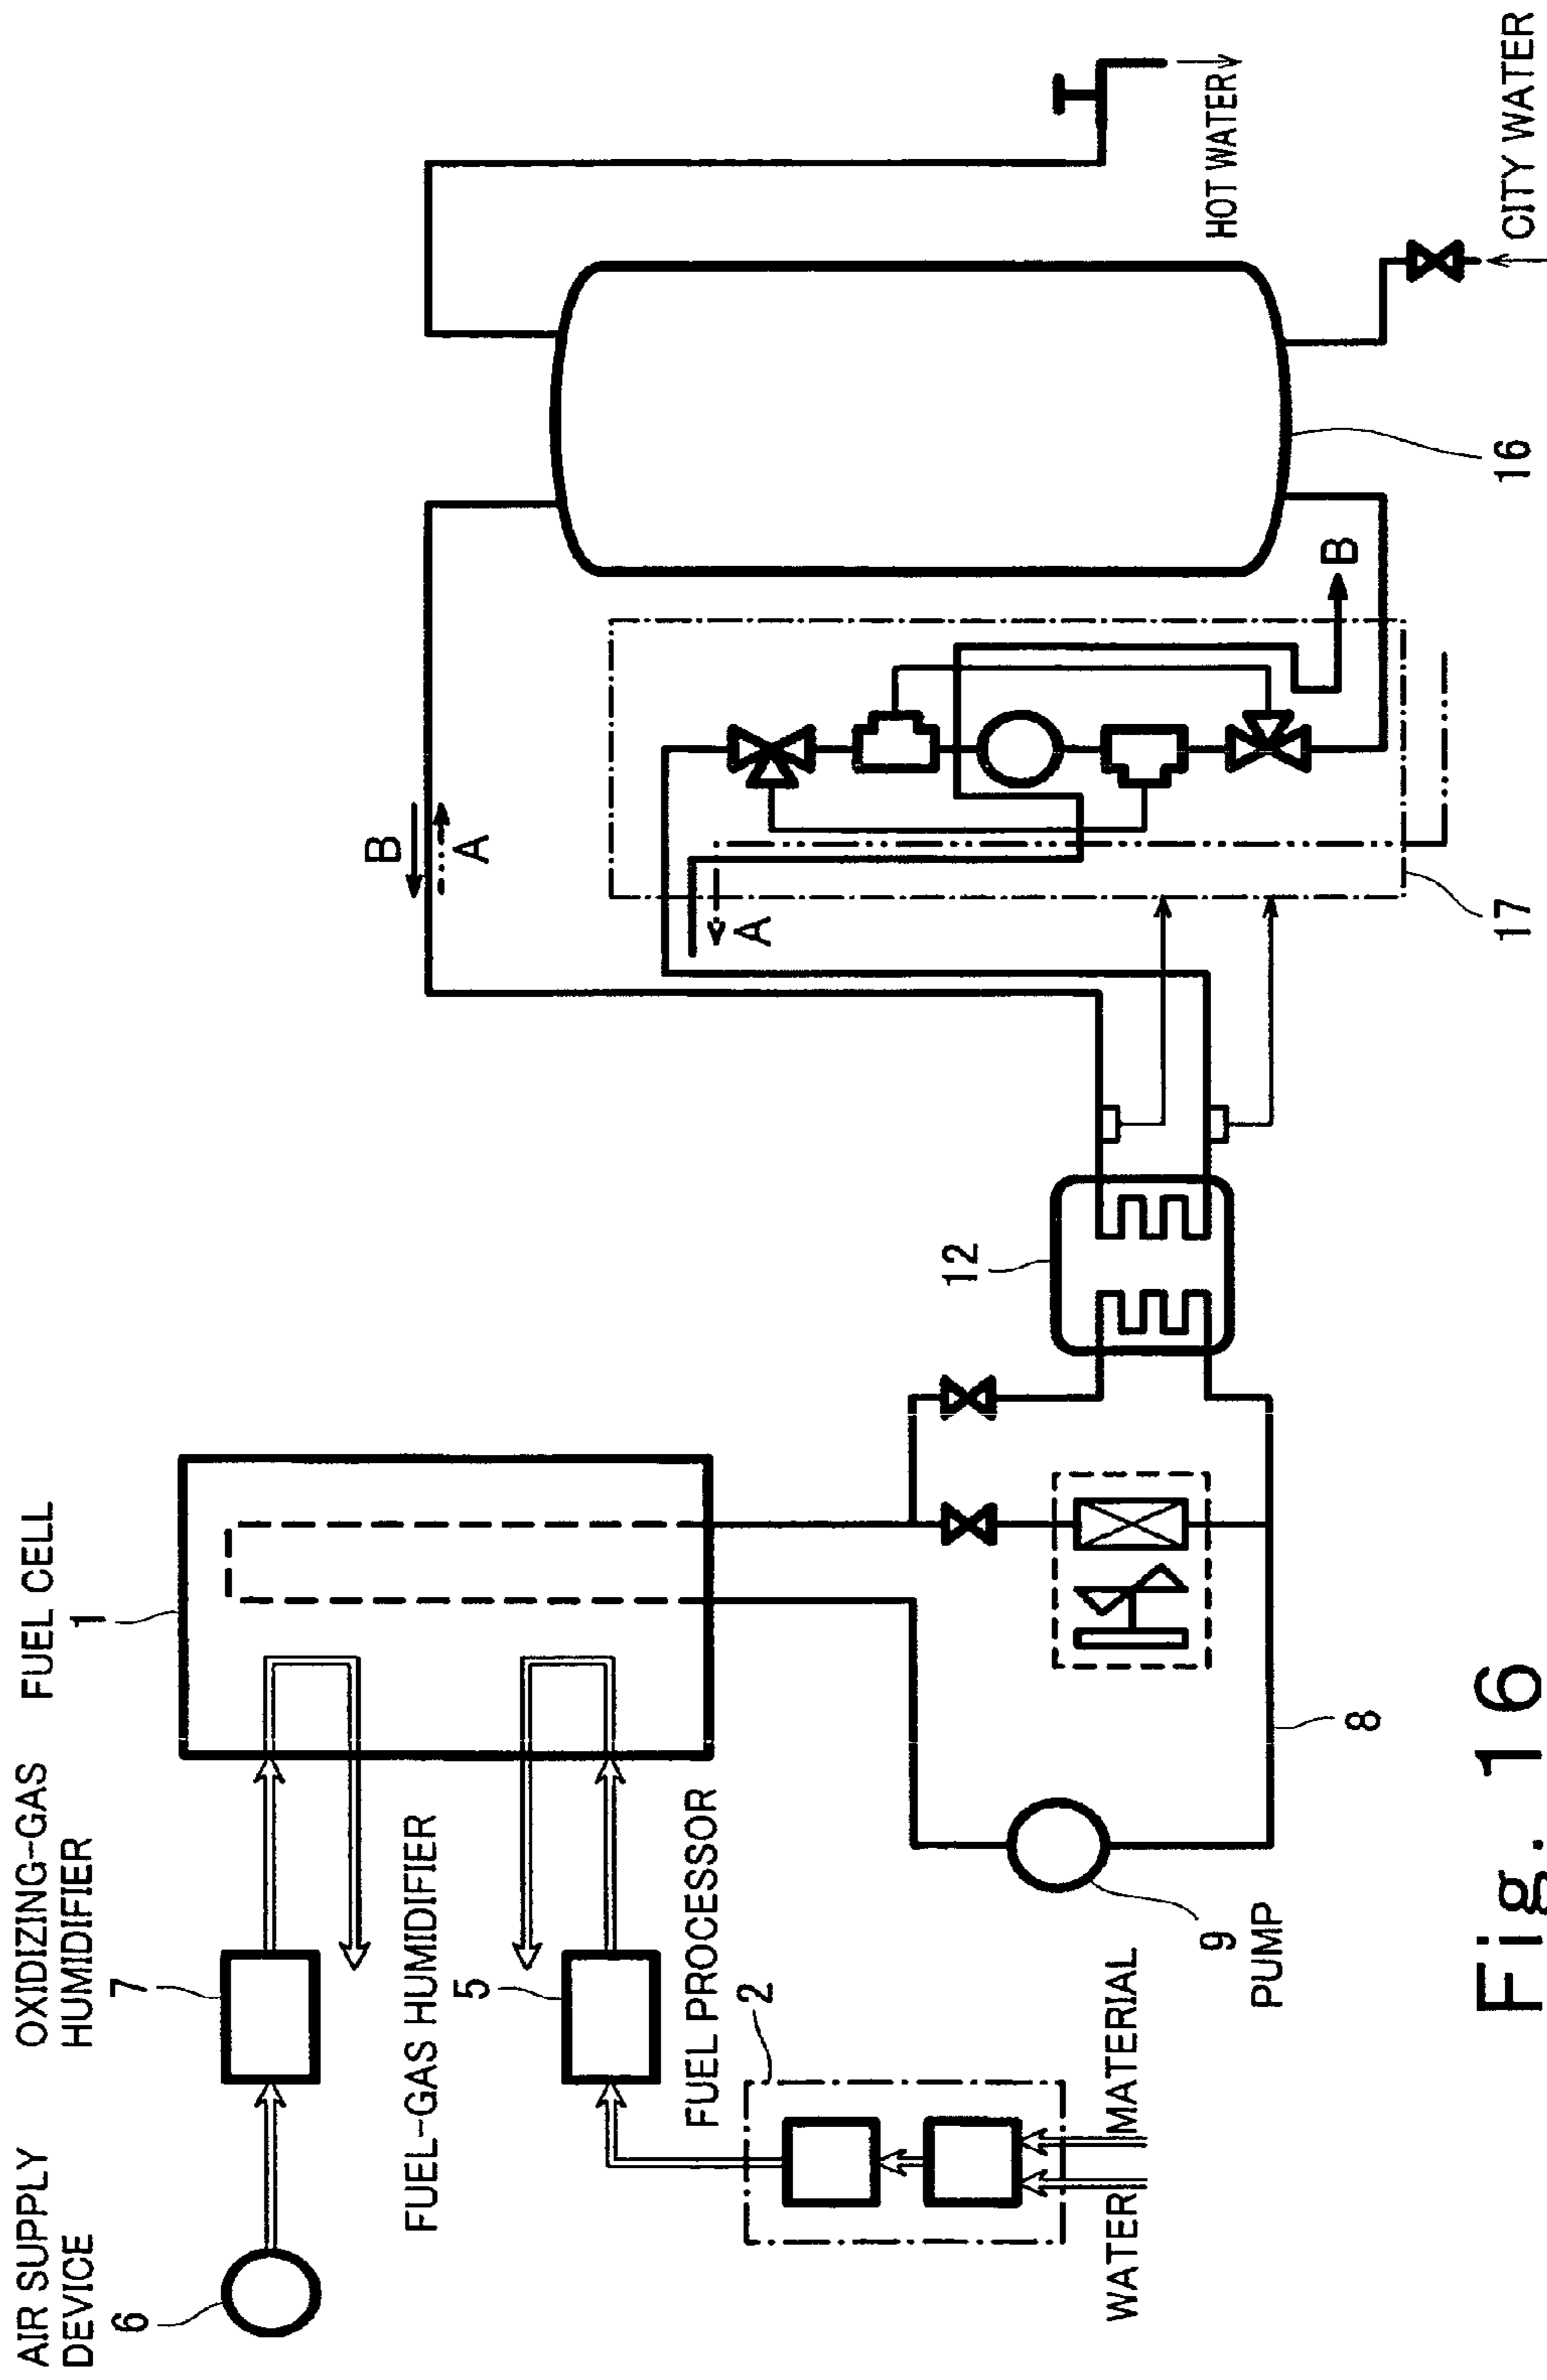 AIR SUPPLY
DEVICE
6
OXIDIZING-GAS
HUMIDIFIER
7
FUEL CELL
1
FUEL-GAS HUMIDIFIER
5
FUEL PROCESSOR
2
WATER
MATERIAL
9
PUMP
8
12
B
A
A
B
17
16
HOT WATER
CITY WATER
Fig. 16